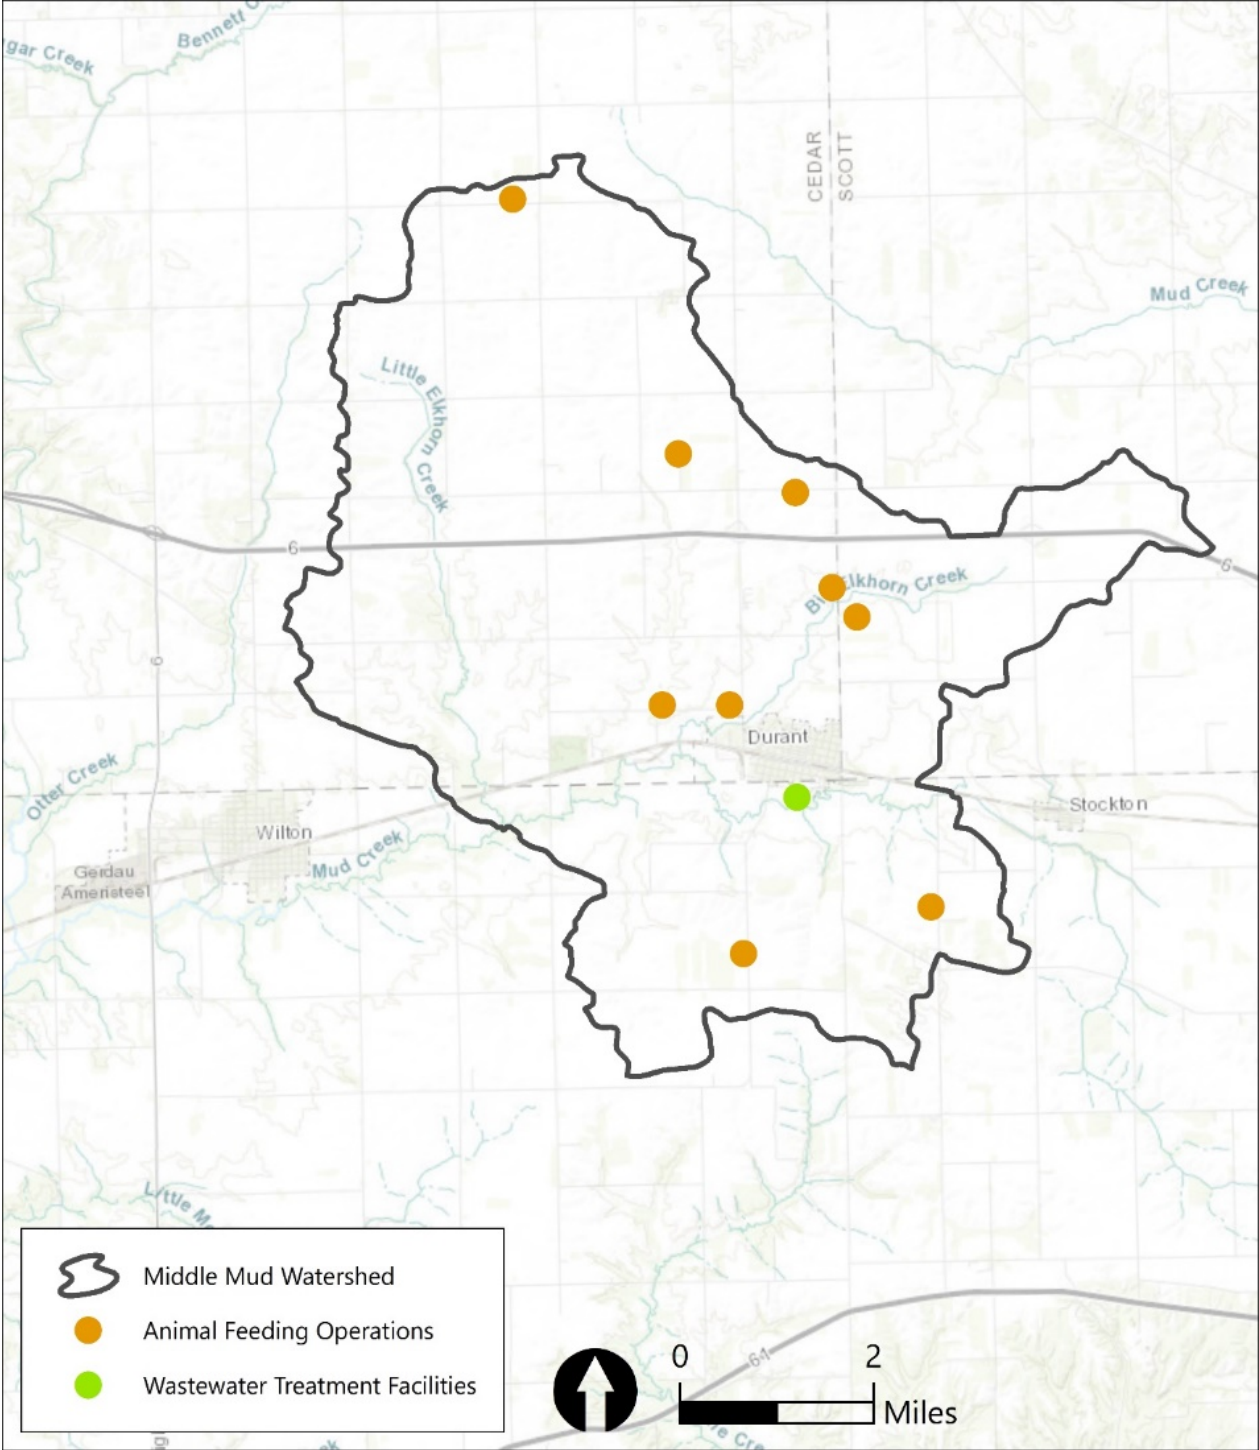 Bennett
gar Creek
CEDAR
SCOTT
Mud Creek
Little Elkhorn Creek
6
6
Elkhorn Creek
6
Durant
Otter Creek
Stockton
Wilton
Mud Creek
Gerdau
Ameristeel
Little
Middle Mud Watershed
Animal Feeding Operations
Wastewater Treatment Facilities
0 2
Miles
61